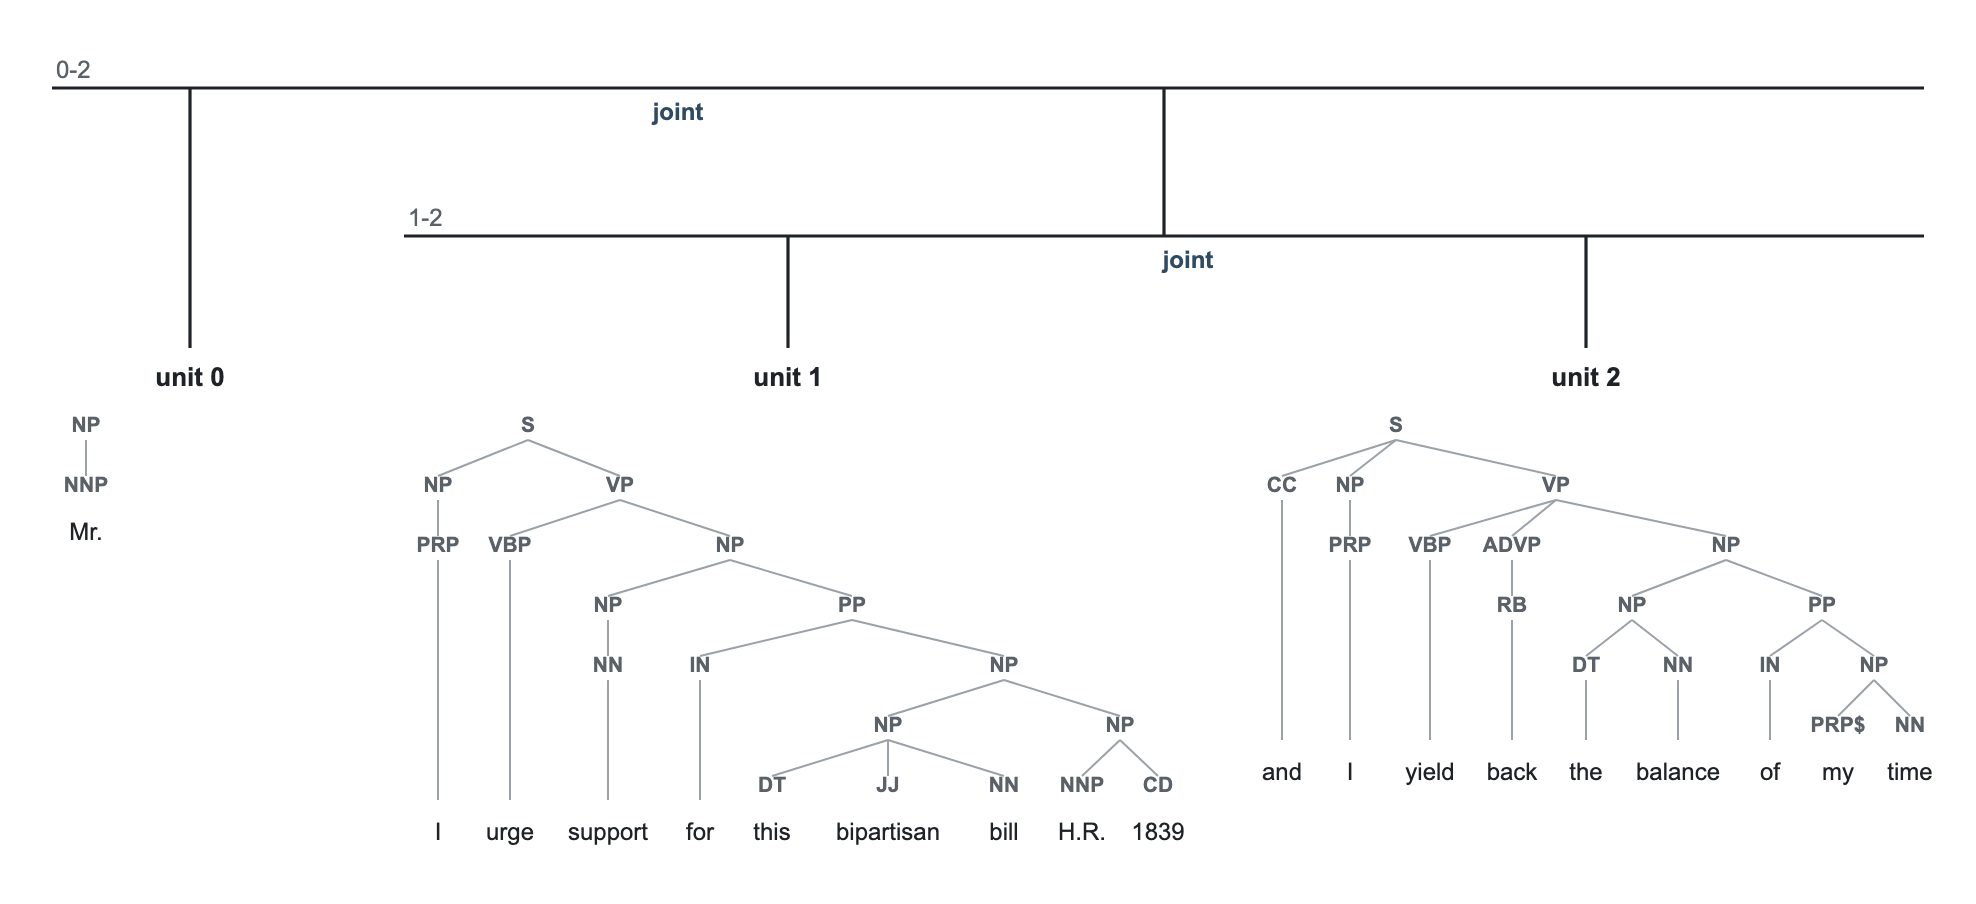 0-2
joint
1-2
joint
unit 0 unit 1 unit 2
NP S S
NNP NP VP CC NP VP
Mr.
PRP VBP NP PRP VBP ADVP NP
NP PP RB NP PP
NN IN NP DT NN IN NP
NP NP PRP$ NN
and I yield back the balance of my time
DT JJ NN NNP CD
I urge support for this bipartisan bill H.R. 1839